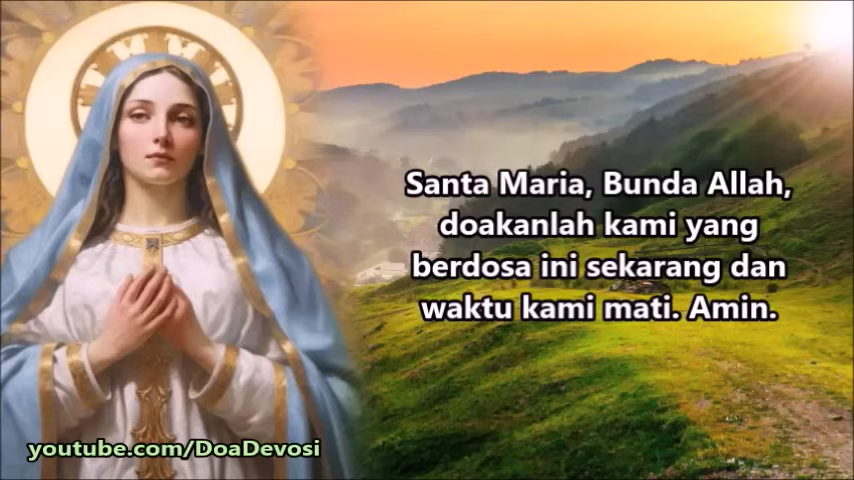 Santa Maria, Bunda Allah,
doakanlah kami yang
berdosa ini sekarang dan
waktu kami mati. Amin.
youtube.com/DoaDevosi